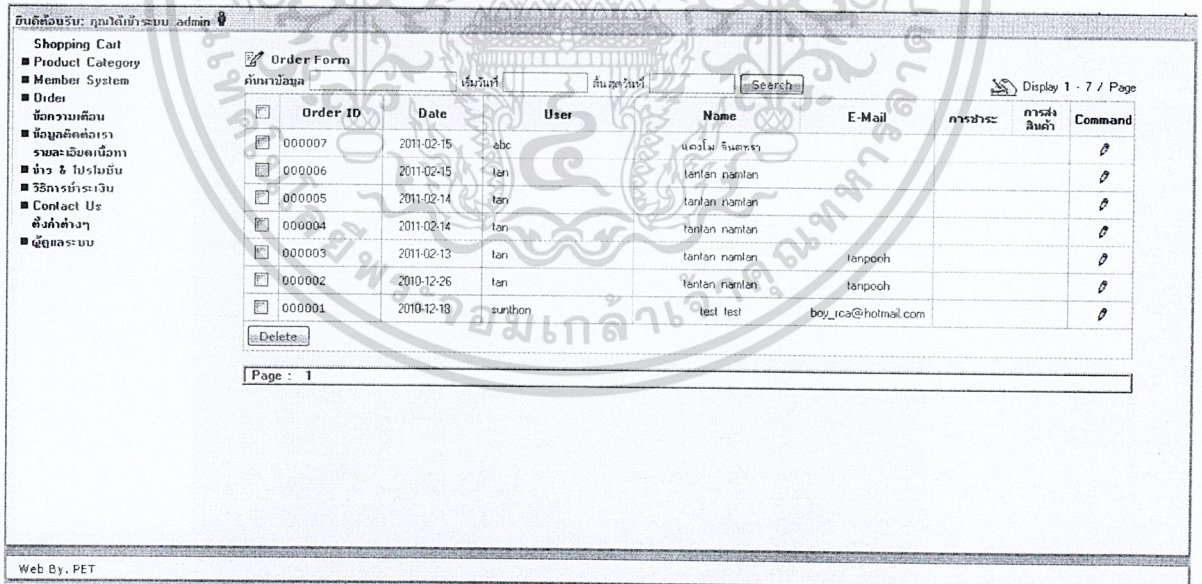 ยินดีต้อนรับ: คุณได้เข้าระบบ admin
Shopping Cart
Product Category
Member System
Order
ข้อความเตือน
ข้อมูลติดต่อเรา
รายละเอียดเนื้อหา
ข่าว & โปรโมชั่น
วิธีการชำระเงิน
Contact Us
ตั้งค่าต่างๆ
ผู้ดูแลระบบ
Order Form
ค้นหาข้อมูล เริ่มวันที่ สิ้นสุดวันที่ Search
Display 1 - 7 / Page
Order ID Date User Name E-Mail การชำระ การส่งสินค้า Command
000007 2011-02-15 abc แตงโม จินตหรา
000006 2011-02-15 tan tantan namtan
000005 2011-02-14 tan tantan namtan
000004 2011-02-14 tan tantan namtan
000003 2011-02-13 tan tantan namtan tanpooh
000002 2010-12-26 tan tantan namtan tanpooh
000001 2010-12-18 sunthon test test boy_rca@hotmail.com
Delete
Page : 1
Web By. PET